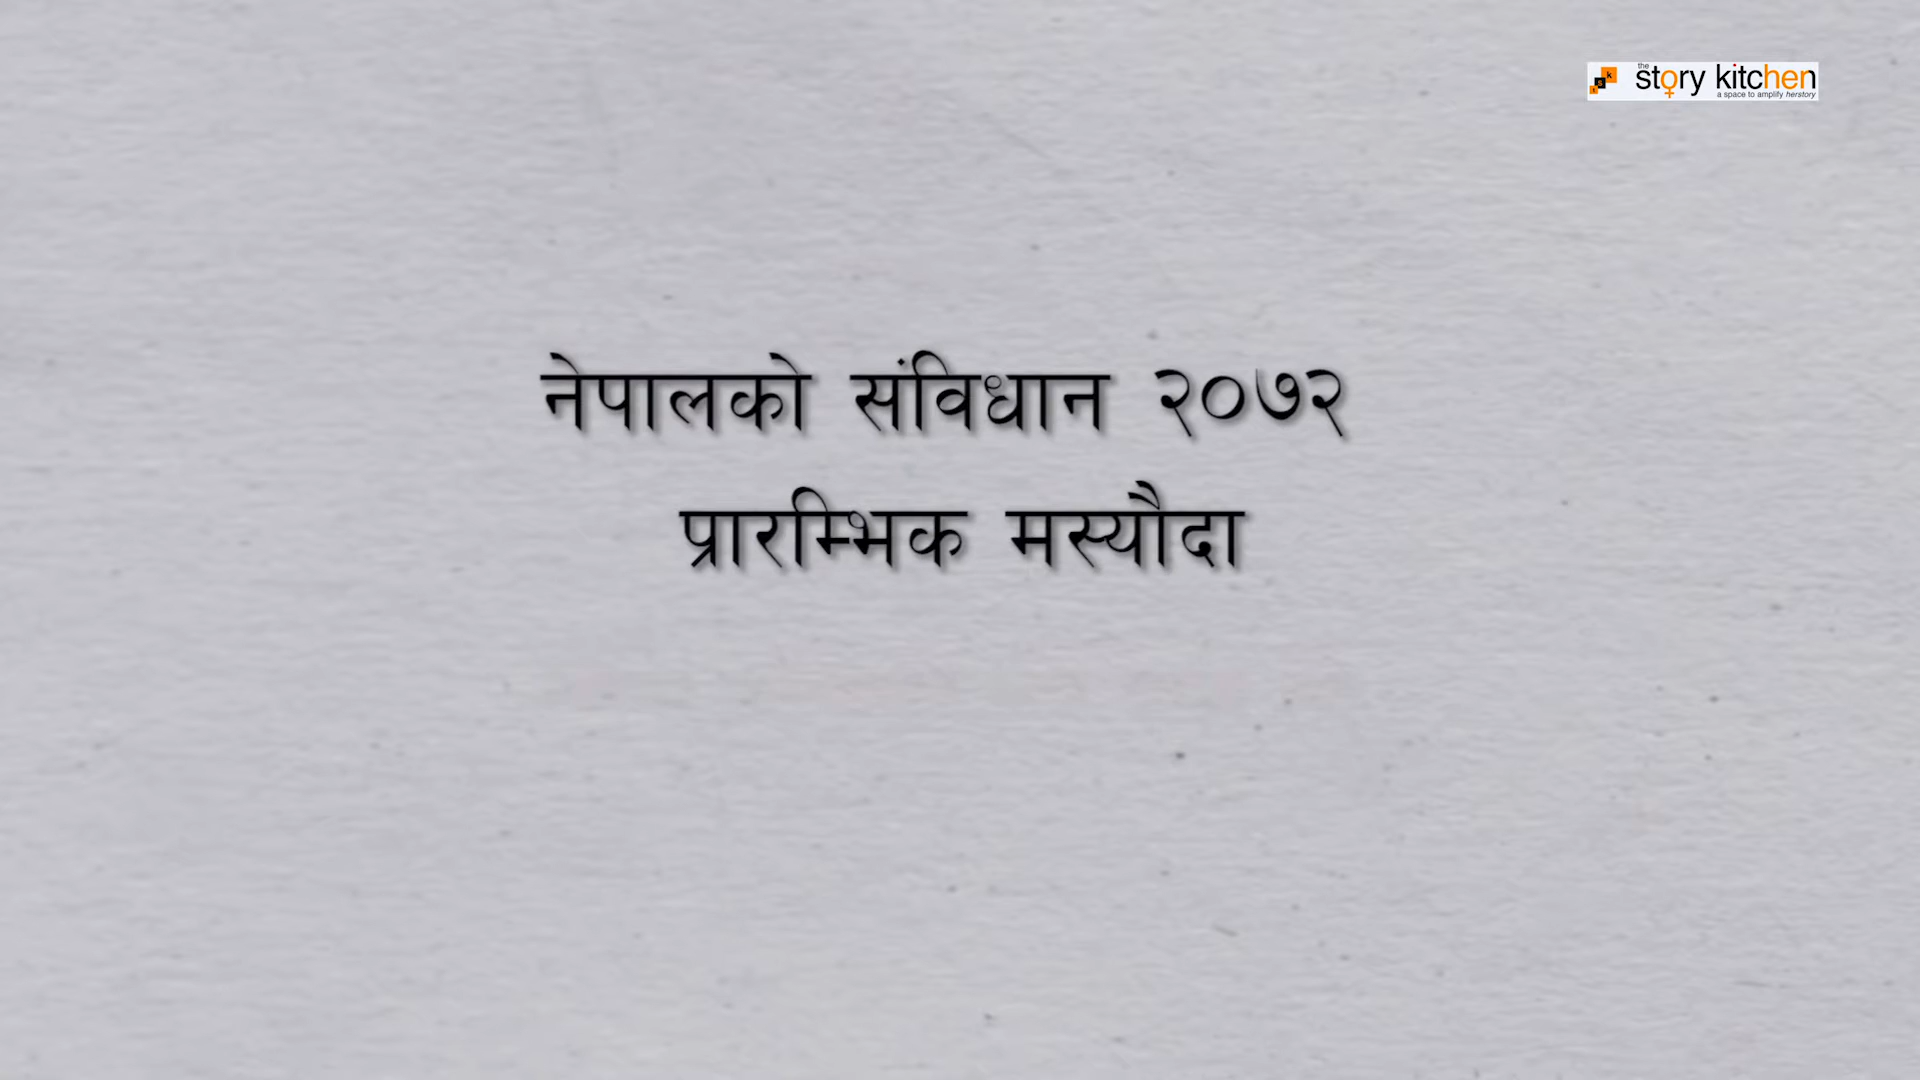 the
story kitchen
a space to amplify herstory
नेपालको संविधान २०७२
प्रारम्भिक मस्यौदा